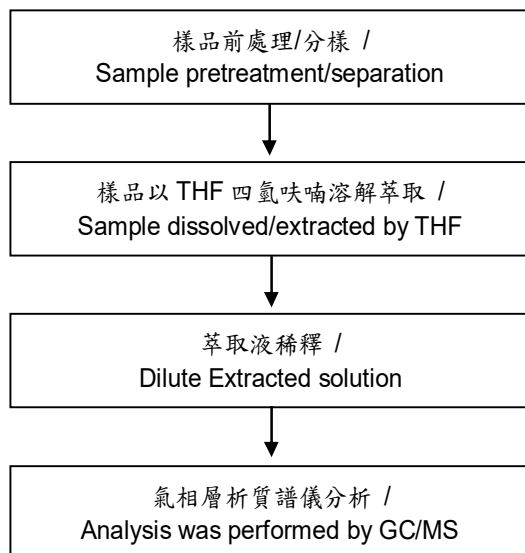 樣品前處理/分樣 /
Sample pretreatment/separation
樣品以 THF 四氫呋喃溶解萃取 /
Sample dissolved/extracted by THF
萃取液稀釋 /
Dilute Extracted solution
氣相層析質譜儀分析 /
Analysis was performed by GC/MS